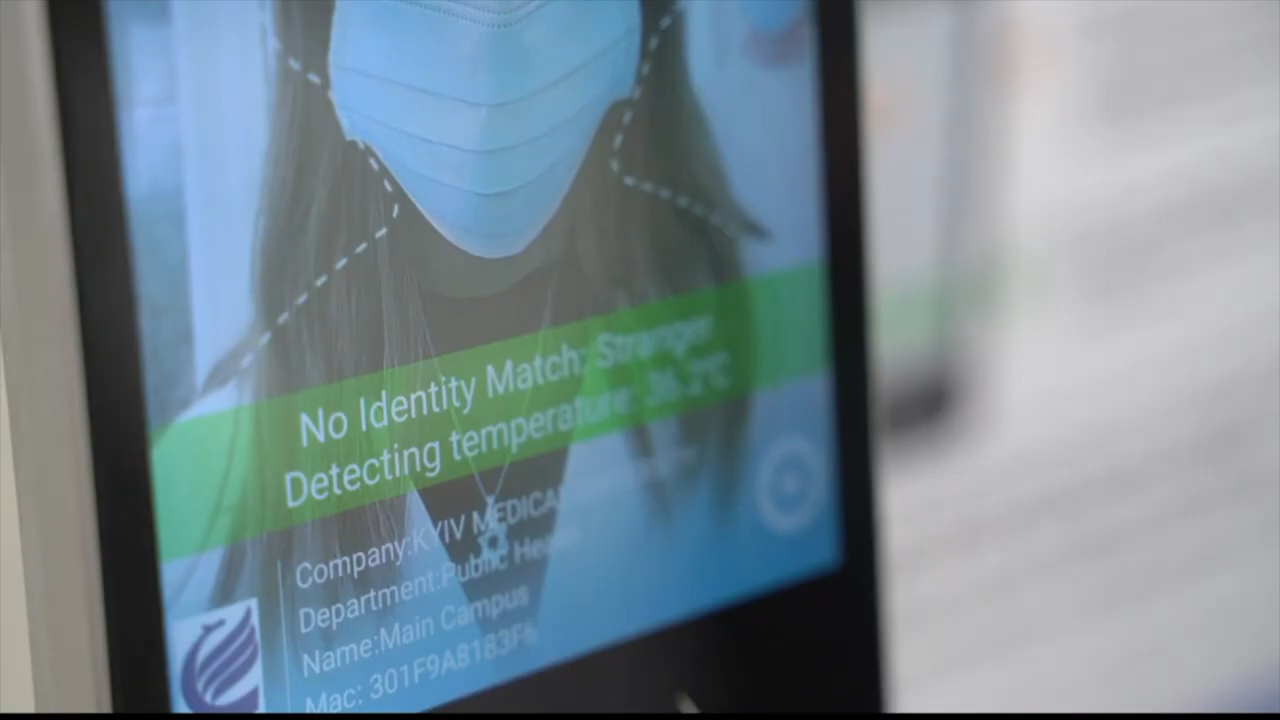 No Identity Match: Stranger
Detecting temperature: 36.2°C
Company:KYIV MEDICAL
Department:Public Health
Name:Main Campus
Mac: 301F9A8183F6